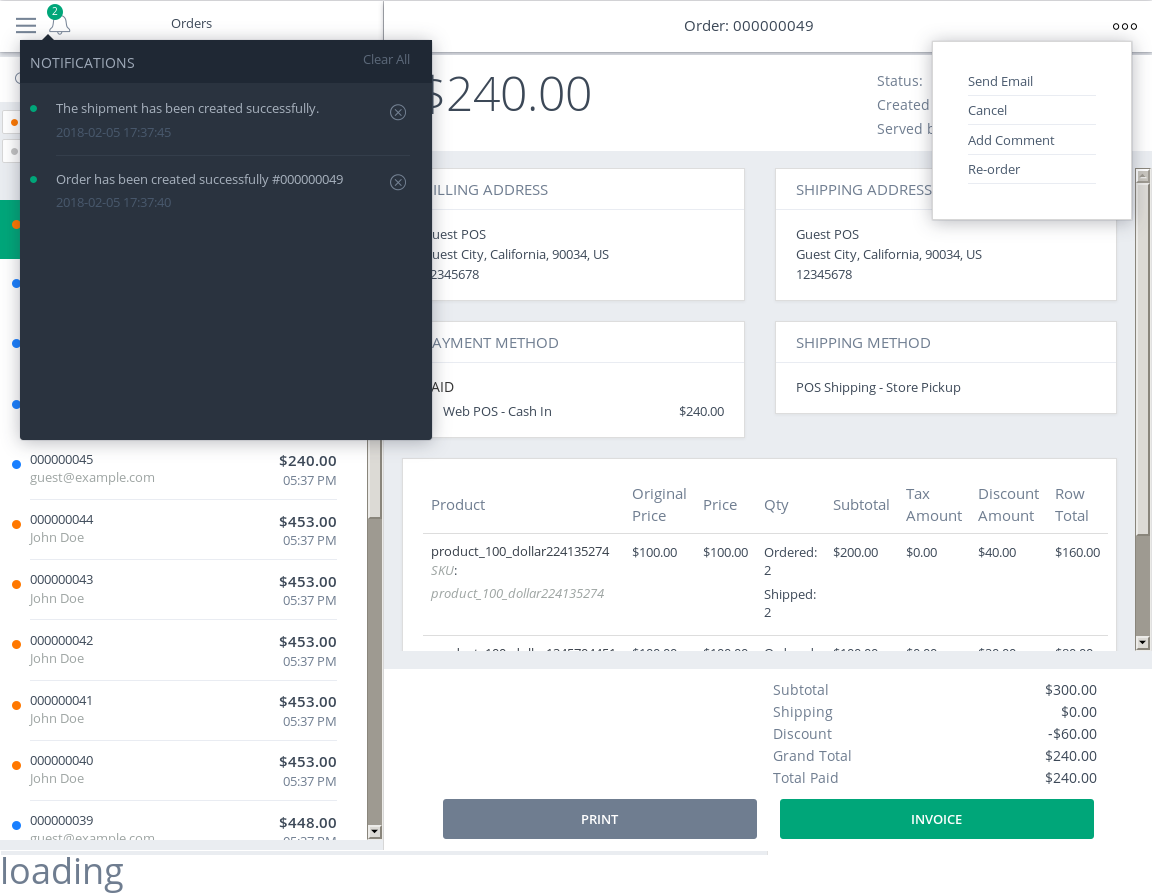 2
Orders
Order: 000000049
NOTIFICATIONS
Clear All
The shipment has been created successfully.
2018-02-05 17:37:45
Order has been created successfully #000000049
2018-02-05 17:37:40
$240.00
Status:
Created
Served
Send Email
Cancel
Add Comment
Re-order
ILLING ADDRESS
uest POS
uest City, California, 90034, US
2345678
SHIPPING ADDRESS
Guest POS
Guest City, California, 90034, US
12345678
AYMENT METHOD
AID
Web POS - Cash In $240.00
SHIPPING METHOD
POS Shipping - Store Pickup
000000045 $240.00
guest@example.com 05:37 PM
000000044 $453.00
John Doe 05:37 PM
000000043 $453.00
John Doe 05:37 PM
000000042 $453.00
John Doe 05:37 PM
000000041 $453.00
John Doe 05:37 PM
000000040 $453.00
John Doe 05:37 PM
000000039 $448.00
guest@example.com 05:37 PM
Product Original Price Price Qty Subtotal Tax Amount Discount Amount Row Total
product_100_dollar224135274 $100.00 $100.00 Ordered: $200.00 $0.00 $40.00 $160.00
SKU: 2
product_100_dollar224135274 Shipped:
2
Subtotal $300.00
Shipping $0.00
Discount -$60.00
Grand Total $240.00
Total Paid $240.00
PRINT
INVOICE
loading